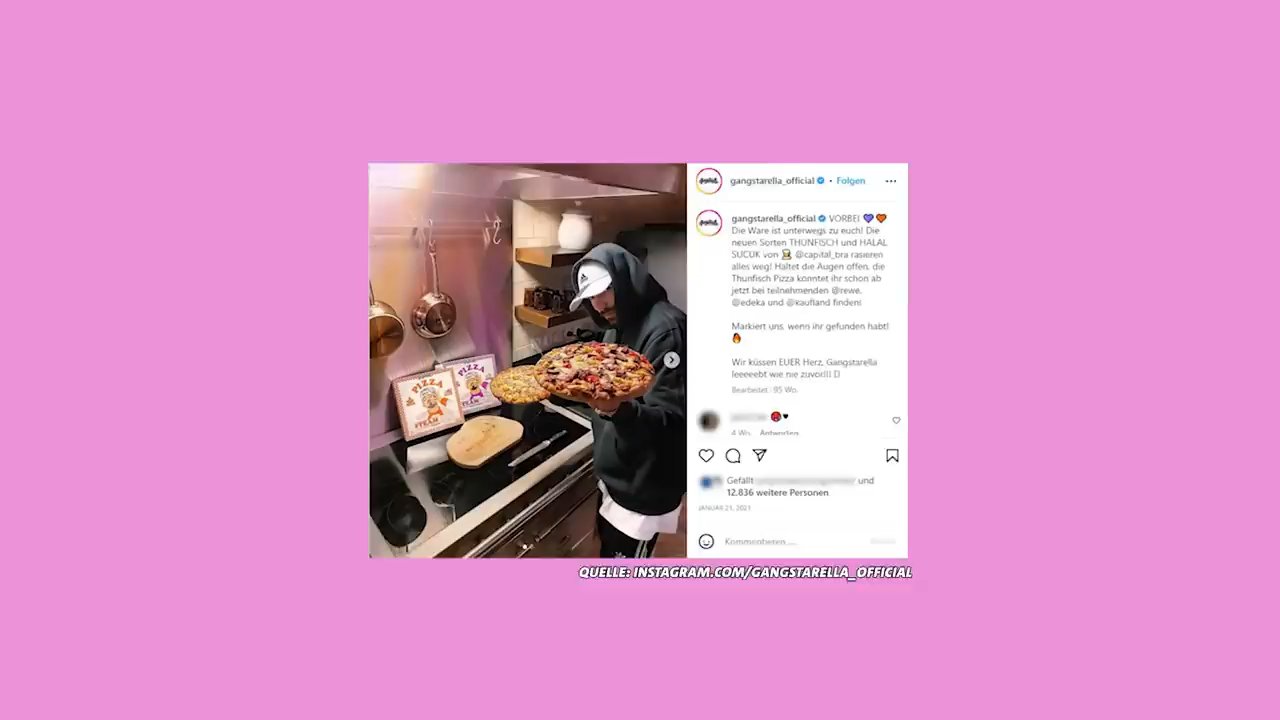 gangstarella_official • Folgen
gangstarella_official VORBEI 💜🧡
Die Ware ist unterwegs zu euch! Die
neuen Sorten THUNFISCH und HALAL
SUCUK von @capital_bra rasieren
alles weg! Haltet die Augen offen, die
Thunfisch Pizza könntet ihr schon ab
jetzt bei teilnehmenden @rewe,
@edeka und @kaufland finden!
Markiert uns, wenn ihr gefunden habt!
🔥
Wir küssen EUER Herz, Gangstarella
leeeeebt wie nie zuvor!!! :D
Bearbeitet · 95 Wo.
4 Wo. Antworten
Gefällt und
12.836 weitere Personen
JANUAR 21, 2021
Kommentieren ...
PIZZA
PIZZA
TEAM
QUELLE: INSTAGRAM.COM/GANGSTARELLA_OFFICIAL